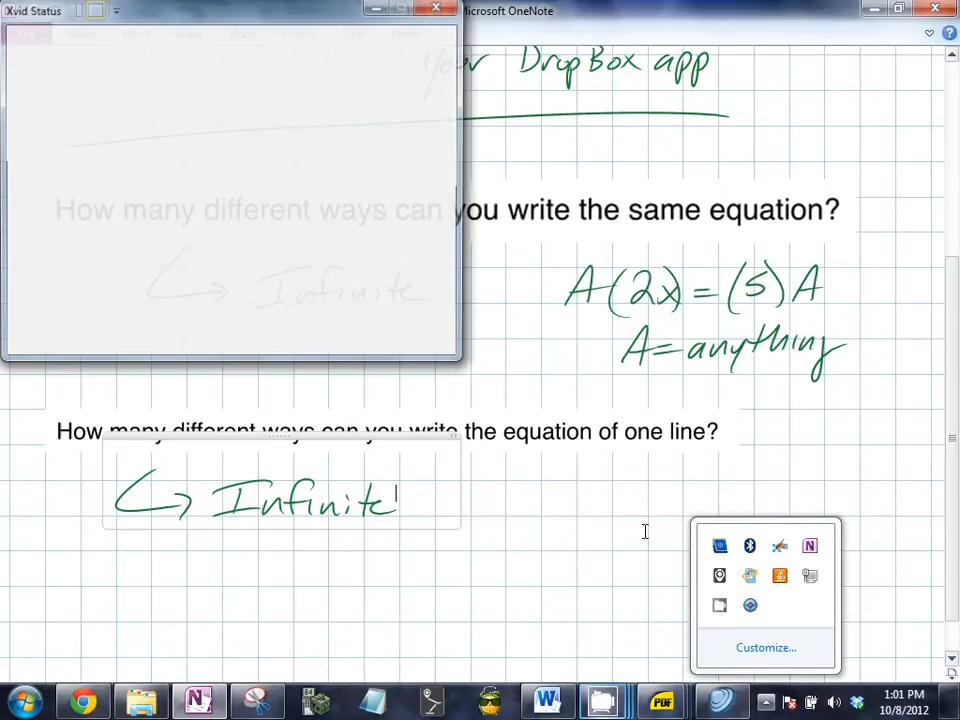 Xvid Status
Microsoft OneNote
your DropBox app
How many different ways can you write the same equation?
↳ Infinite
A(2x) = (5)A
A = anything
How many different ways can you write the equation of one line?
↳ Infinite
Customize...
1:01 PM
10/8/2012